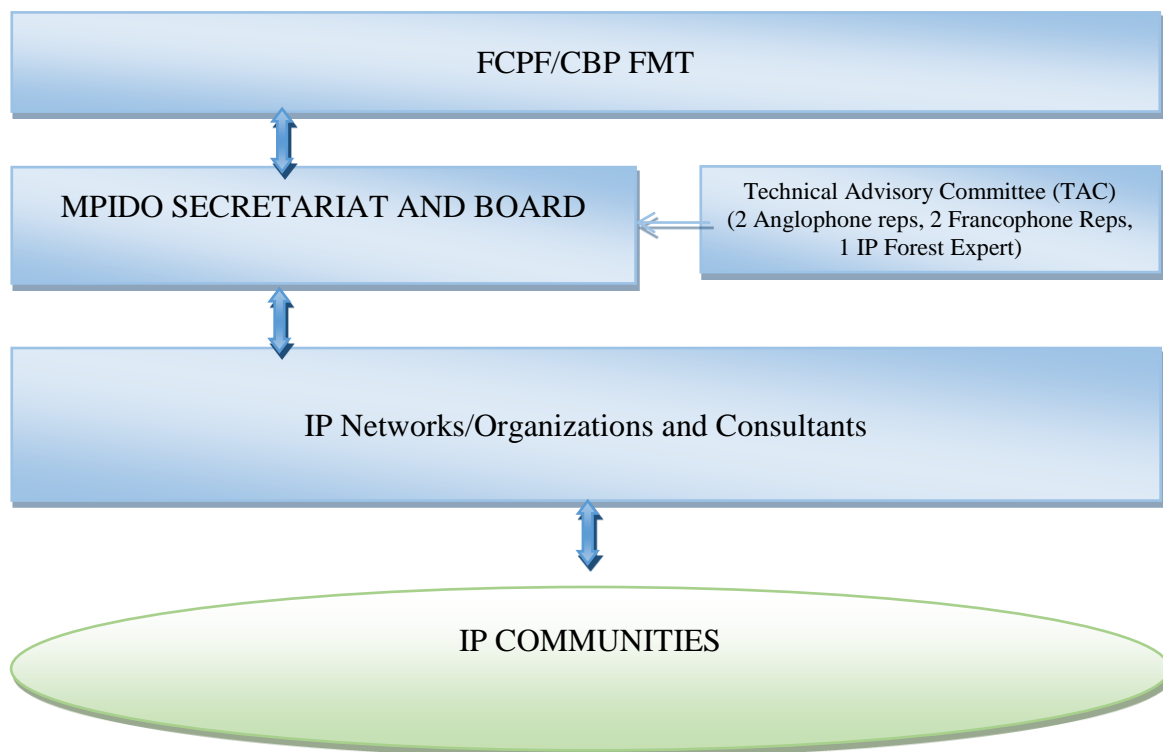 FCPF/CBP FMT
MPIDO SECRETARIAT AND BOARD
Technical Advisory Committee (TAC)
(2 Anglophone reps, 2 Francophone Reps,
1 IP Forest Expert)
IP Networks/Organizations and Consultants
IP COMMUNITIES